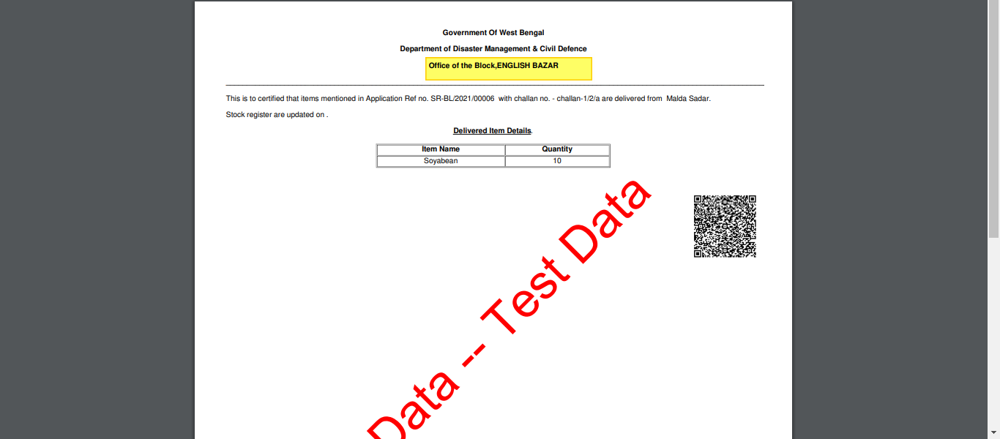 Government Of West Bengal
Department of Disaster Management & Civil Defence
Office of the Block,ENGLISH BAZAR
This is to certified that items mentioned in Application Ref no. SR-BL/2021/00006 with challan no. - challan-1/2/a are delivered from Malda Sadar.
Stock register are updated on .
Delivered Item Details.
Item Name Quantity
Soyabean 10
Data -- Test Data